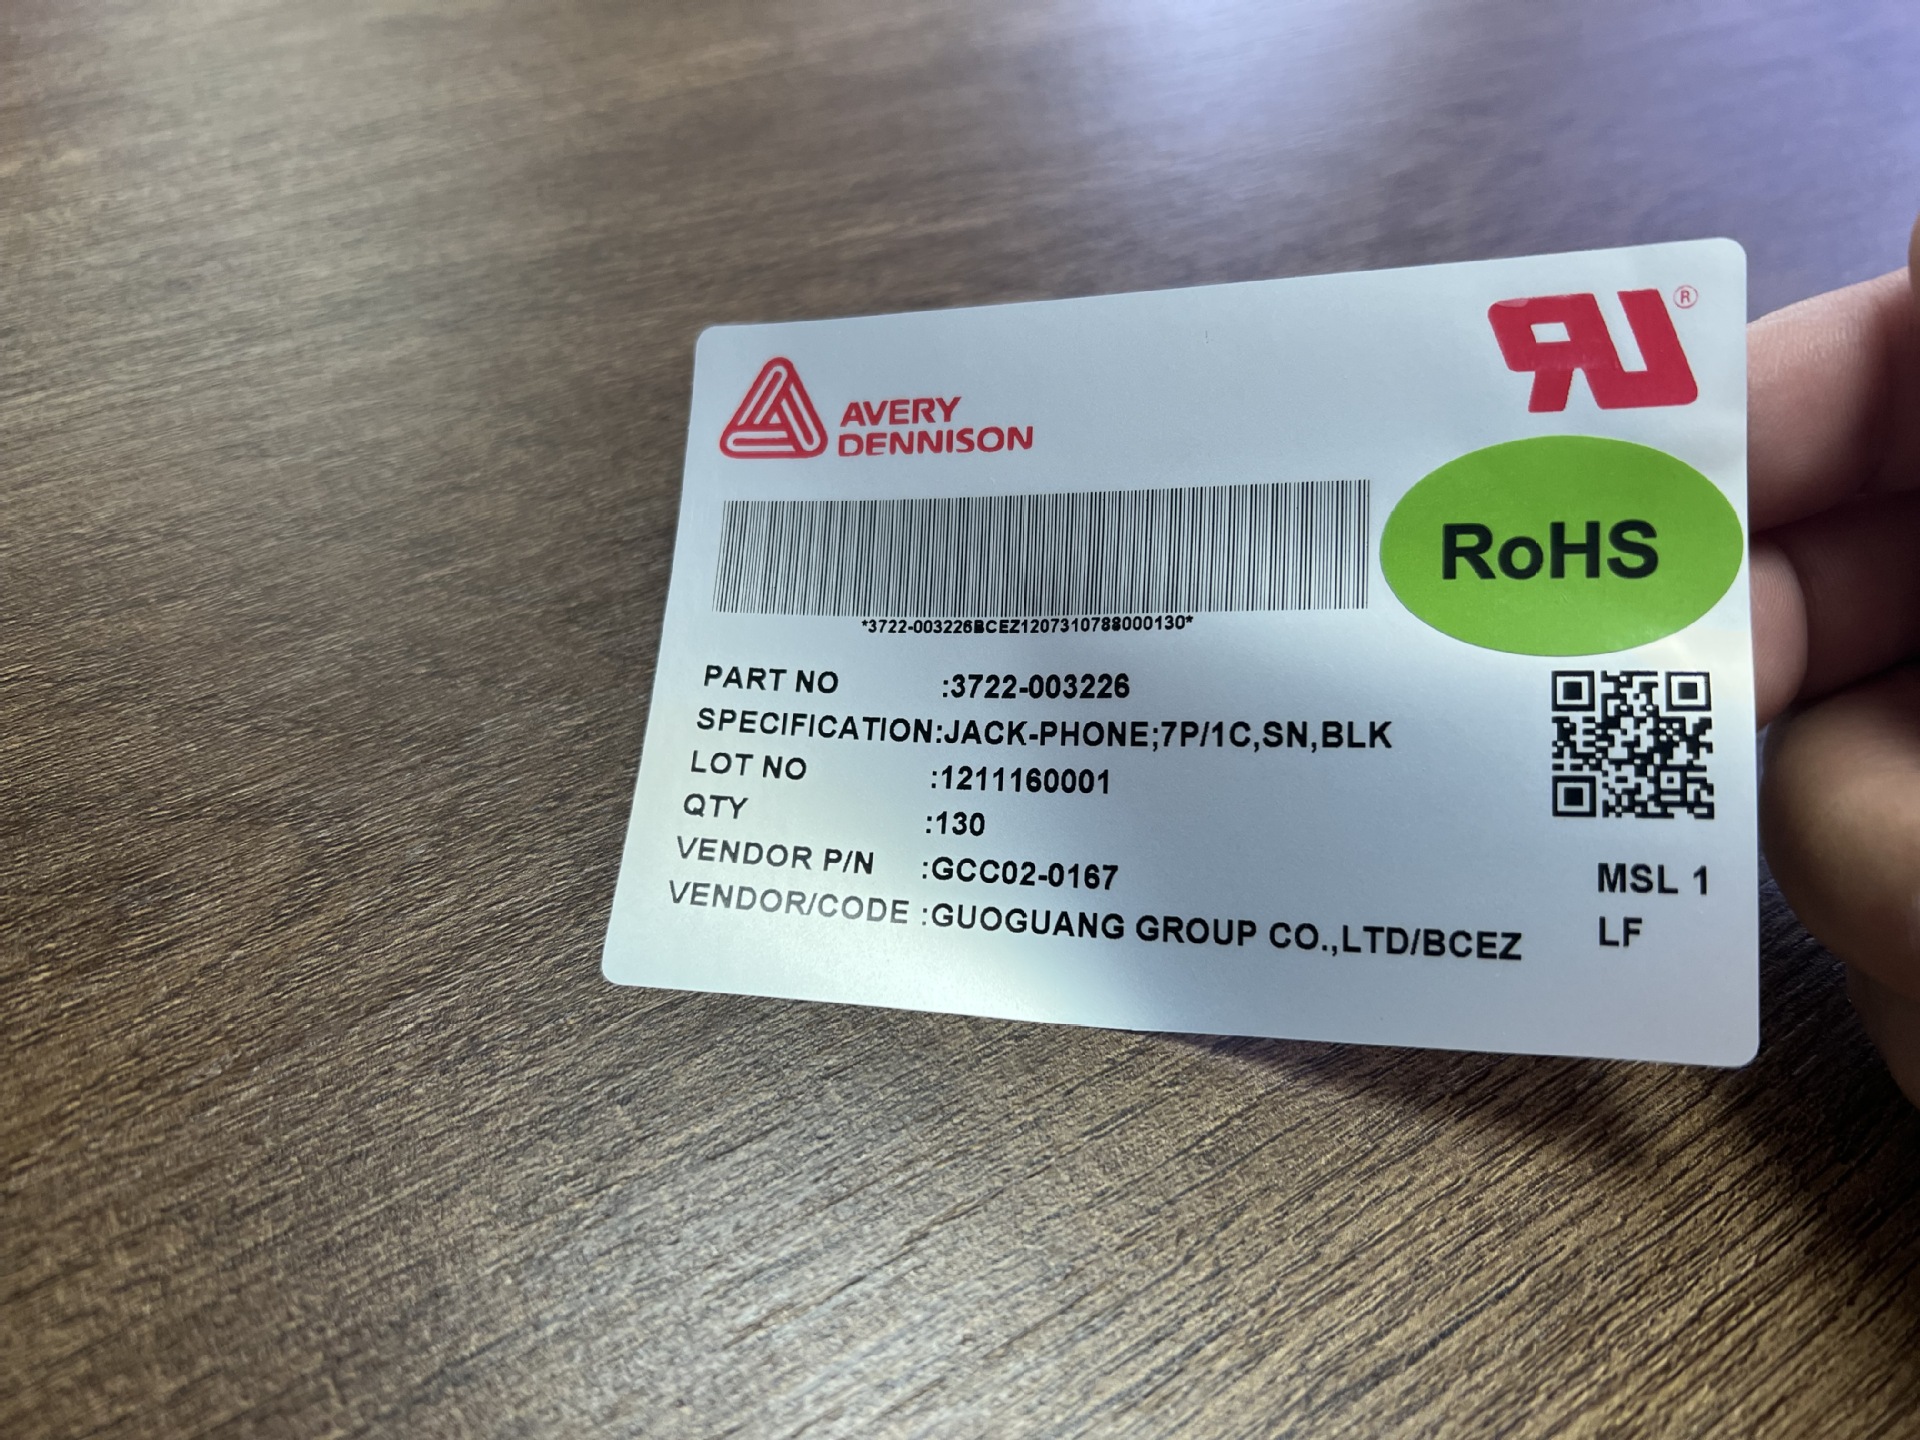 AVERY
DENNISON
®
RoHS
*3722-003226BCEZ1207310788000130*
PART NO :3722-003226
SPECIFICATION:JACK-PHONE;7P/1C,SN,BLK
LOT NO :1211160001
QTY :130
VENDOR P/N :GCC02-0167
VENDOR/CODE :GUOGUANG GROUP CO.,LTD/BCEZ
MSL 1
LF